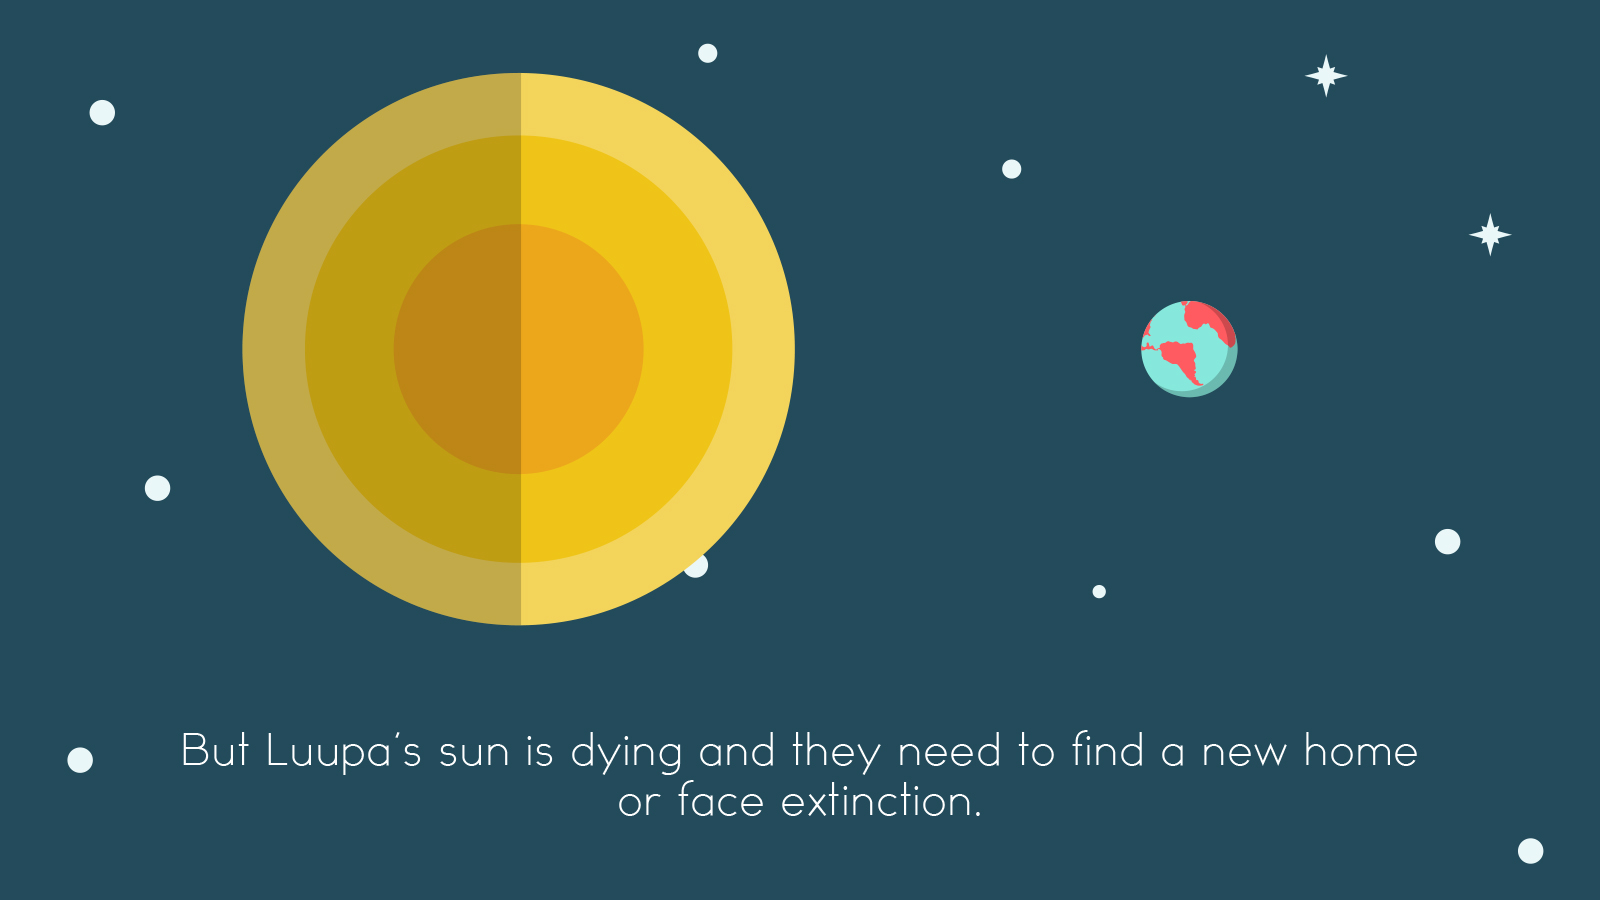 But Luupa's sun is dying and they need to find a new home
or face extinction.